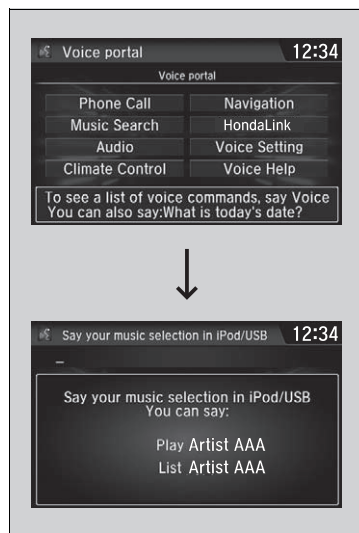 Voice portal 12:34
Voice portal
Phone Call Navigation
Music Search HondaLink
Audio Voice Setting
Climate Control Voice Help
To see a list of voice commands, say Voice
You can also say:What is today's date?
Say your music selection in iPod/USB 12:34
Say your music selection in iPod/USB
You can say:
Play Artist AAA
List Artist AAA